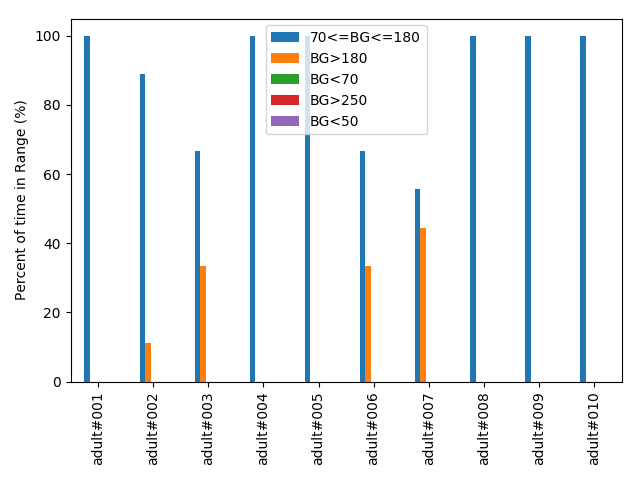 70<=BG<=180
BG>180
BG<70
BG>250
BG<50
Percent of time in Range (%)
100
80
60
40
20
0
adult#001
adult#002
adult#003
adult#004
adult#005
adult#006
adult#007
adult#008
adult#009
adult#010